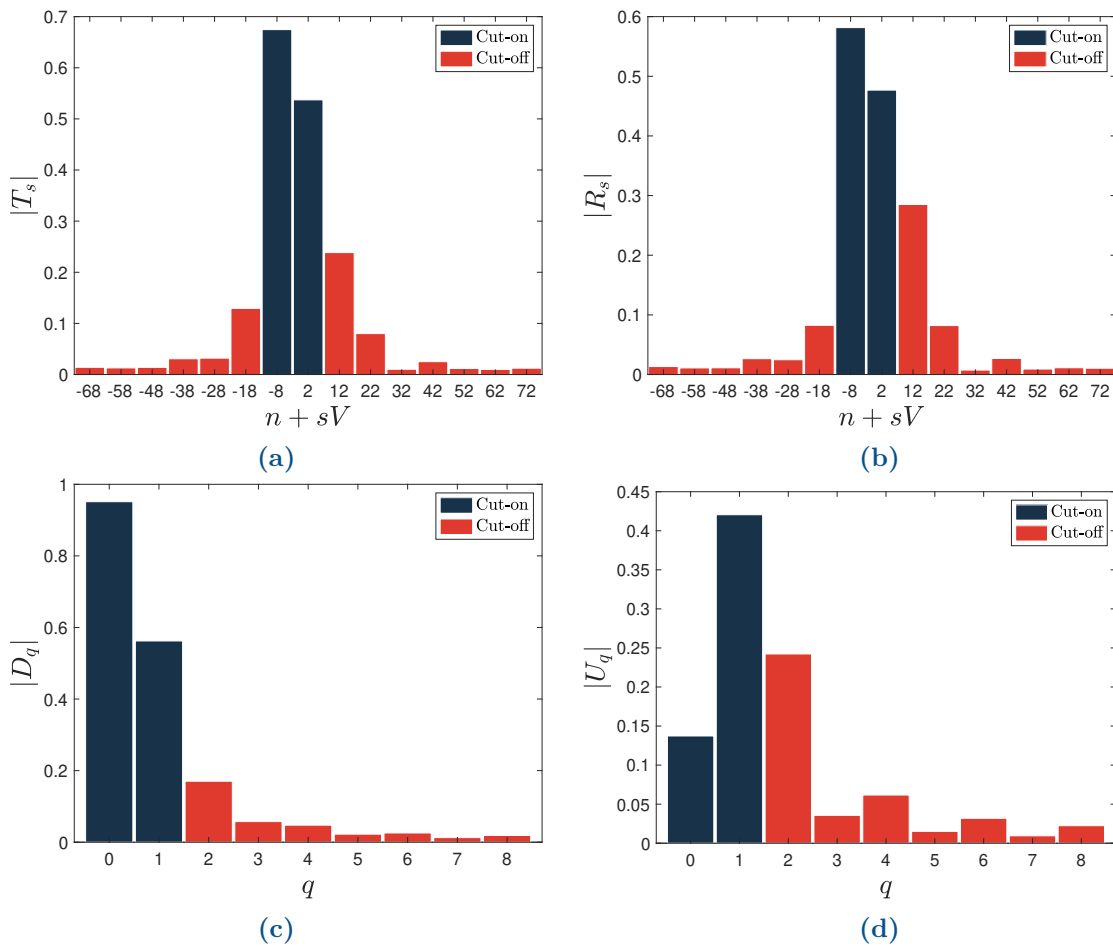 0.7
0.6
0.5
0.4
0.3
0.2
0.1
0
|T_s|
Cut-on
Cut-off
-68 -58 -48 -38 -28 -18 -8 2 12 22 32 42 52 62 72
n + sV
(a)
0.6
0.5
0.4
0.3
0.2
0.1
0
|R_s|
Cut-on
Cut-off
-68 -58 -48 -38 -28 -18 -8 2 12 22 32 42 52 62 72
n + sV
(b)
1
0.8
0.6
0.4
0.2
0
|D_q|
Cut-on
Cut-off
0 1 2 3 4 5 6 7 8
q
(c)
0.45
0.4
0.35
0.3
0.25
0.2
0.15
0.1
0.05
0
|U_q|
Cut-on
Cut-off
0 1 2 3 4 5 6 7 8
q
(d)